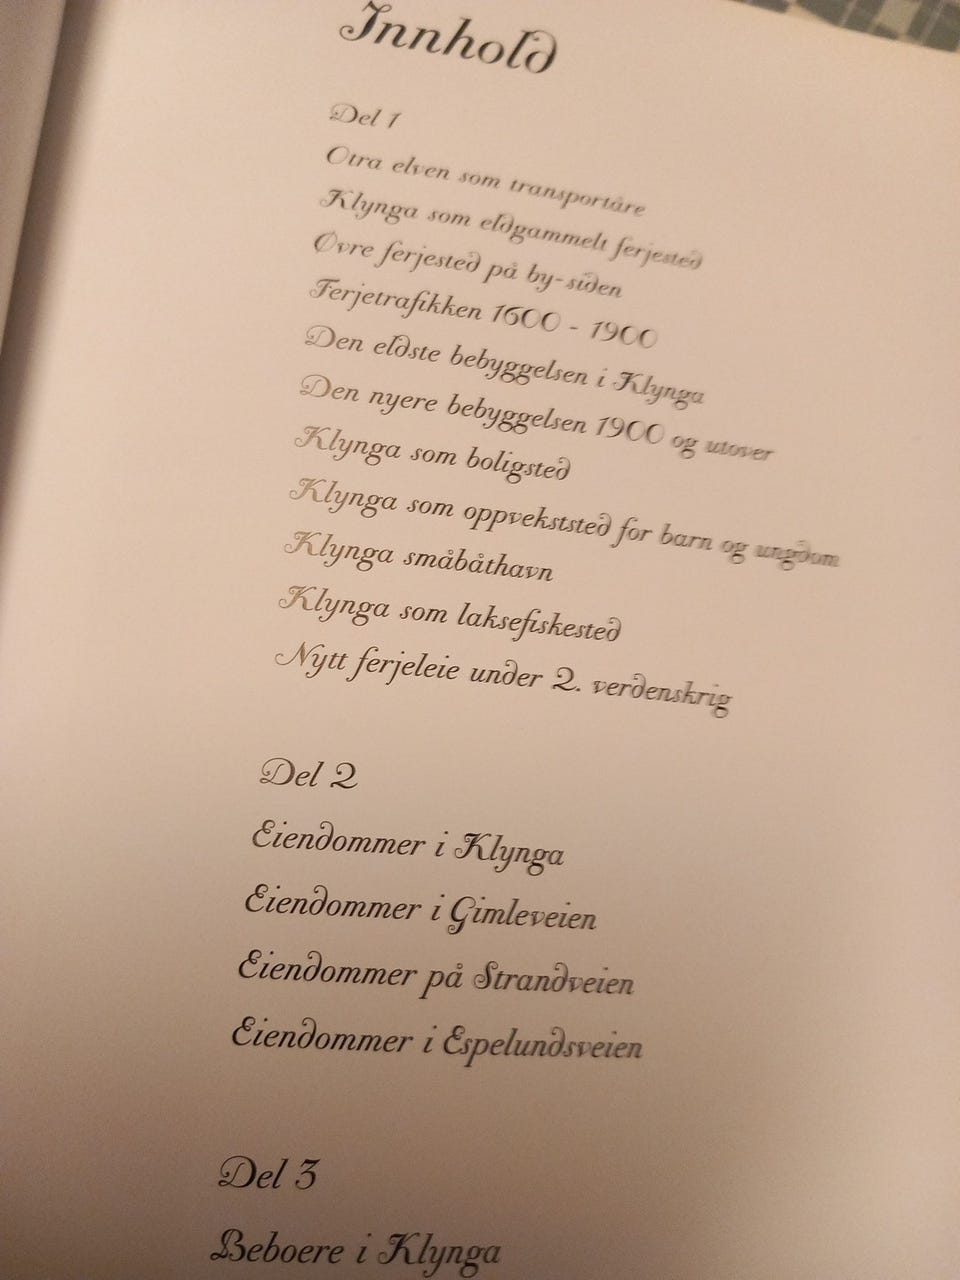 Innhold
Del 1
Otra elven som transportåre
Klynga som eldgammelt ferjested
Øvre ferjested på by-siden
Ferjetrafikken 1600 - 1900
Den eldste bebyggelsen i Klynga
Den nyere bebyggelsen 1900 og utover
Klynga som boligsted
Klynga som oppvekststed for barn og ungdom
Klynga småbåthavn
Klynga som laksefiskested
Nytt ferjeleie under 2. verdenskrig
Del 2
Eiendommer i Klynga
Eiendommer i Gimleveien
Eiendommer på Strandveien
Eiendommer i Espelundsveien
Del 3
Beboere i Klynga